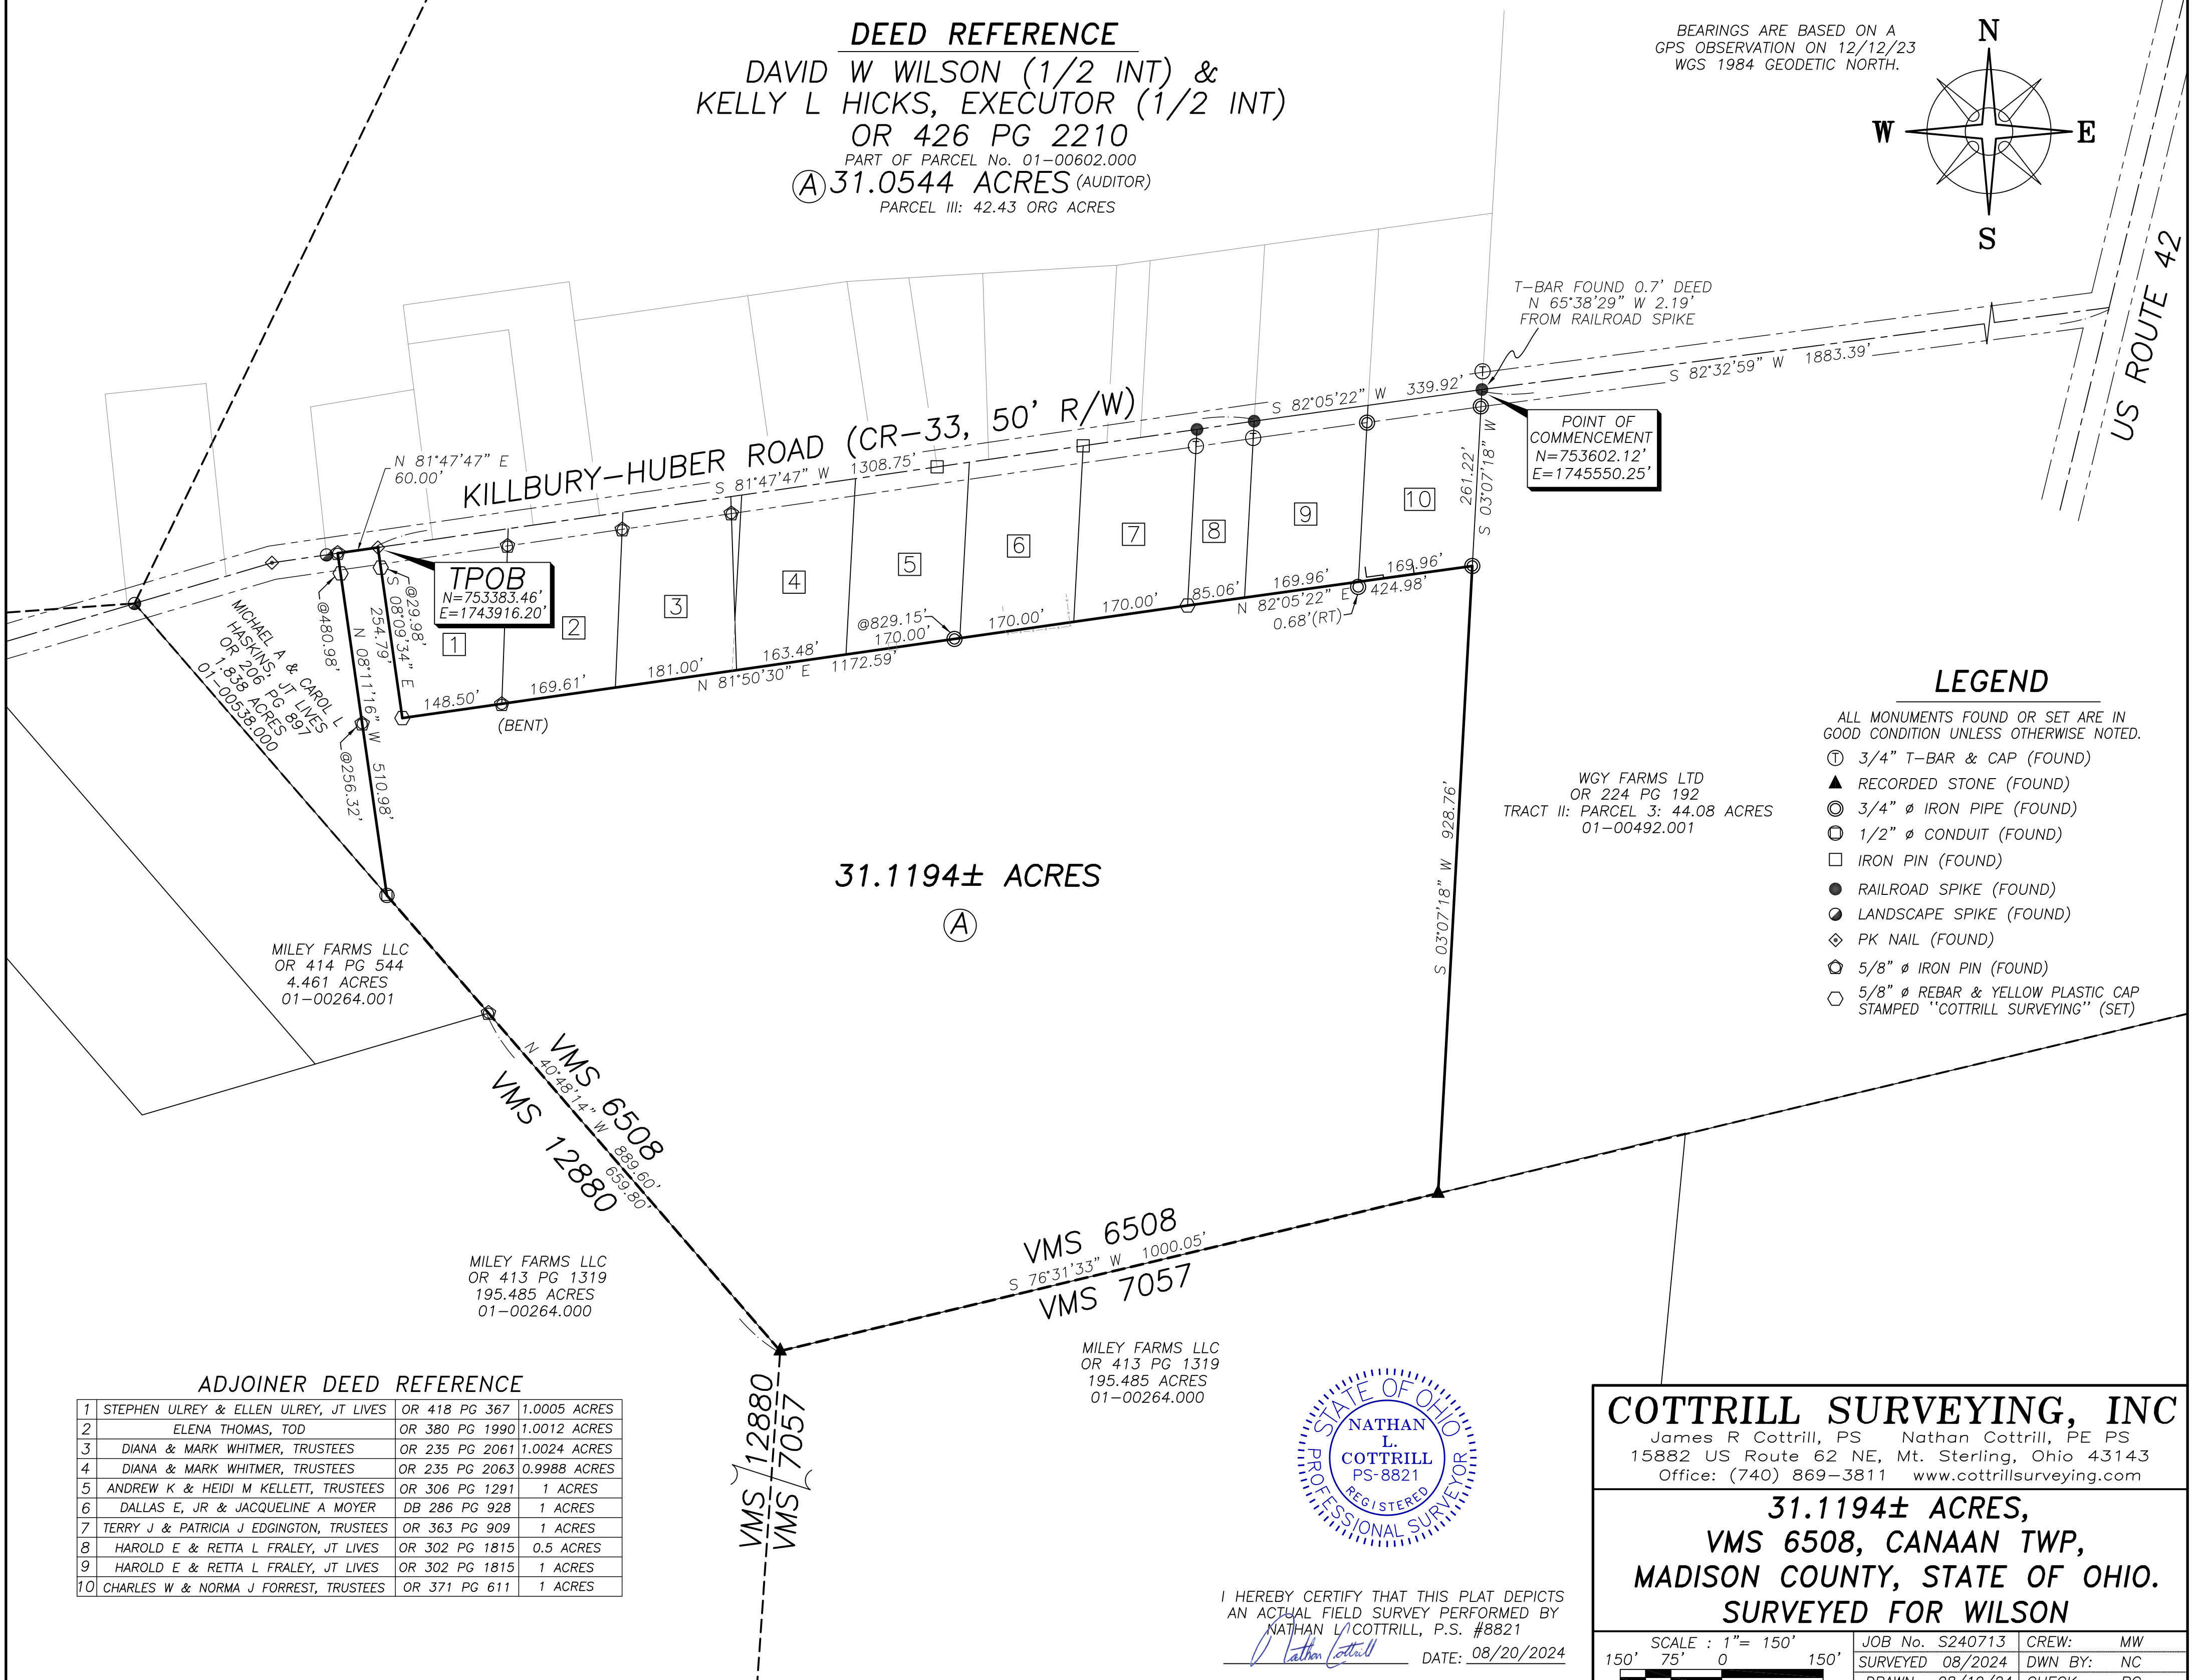 DEED REFERENCE
DAVID W WILSON (1/2 INT) &
KELLY L HICKS, EXECUTOR (1/2 INT)
OR 426 PG 2210
PART OF PARCEL No. 01-00602.000
A 31.0544 ACRES (AUDITOR)
PARCEL III: 42.43 ORG ACRES
BEARINGS ARE BASED ON A
GPS OBSERVATION ON 12/12/23
WGS 1984 GEODETIC NORTH.
N
W E
S
US ROUTE 42
T-BAR FOUND 0.7' DEED
N 65°38'29" W 2.19'
FROM RAILROAD SPIKE
T
S 82°32'59" W 1883.39'
S 82°05'22" W 339.92'
POINT OF
COMMENCEMENT
N=753602.12'
E=1745550.25'
KILLBURY-HUBER ROAD (CR-33, 50' R/W)
S 81°47'47" W 1308.75'
N 81°47'47" E
60.00'
TPOB
N=753383.46'
E=1743916.20'
T
T
261.22'
S 03°07'18" W
1
2
3
4
5
6
7
8
9
10
@29.98'
S 08°09'34" E
254.79'
@480.98'
N 08°11'16" W 510.98'
@256.32'
MICHAEL A & CAROL L
HASKINS, JT LIVES
OR 206 PG 897
1.838 ACRES
01-00538.000
148.50'
(BENT)
169.61'
181.00'
163.48'
N 81°50'30" E 1172.59'
@829.15'
170.00'
170.00'
170.00'
85.06'
169.96'
169.96'
N 82°05'22" E 424.98'
0.68'(RT)
31.1194± ACRES
A
S 03°07'18" W 928.76'
WGY FARMS LTD
OR 224 PG 192
TRACT II: PARCEL 3: 44.08 ACRES
01-00492.001
LEGEND
ALL MONUMENTS FOUND OR SET ARE IN
GOOD CONDITION UNLESS OTHERWISE NOTED.
T 3/4" T-BAR & CAP (FOUND)
RECORDED STONE (FOUND)
3/4" ø IRON PIPE (FOUND)
1/2" ø CONDUIT (FOUND)
IRON PIN (FOUND)
RAILROAD SPIKE (FOUND)
LANDSCAPE SPIKE (FOUND)
PK NAIL (FOUND)
5/8" ø IRON PIN (FOUND)
5/8" ø REBAR & YELLOW PLASTIC CAP
STAMPED "COTTRILL SURVEYING" (SET)
MILEY FARMS LLC
OR 414 PG 544
4.461 ACRES
01-00264.001
VMS 6508
N 40°48'14" W 889.60'
659.80'
VMS 12880
MILEY FARMS LLC
OR 413 PG 1319
195.485 ACRES
01-00264.000
VMS 6508
S 76°31'33" W 1000.05'
VMS 7057
MILEY FARMS LLC
OR 413 PG 1319
195.485 ACRES
01-00264.000
VMS 12880
VMS 7057
ADJOINER DEED REFERENCE
1 STEPHEN ULREY & ELLEN ULREY, JT LIVES OR 418 PG 367 1.0005 ACRES
2 ELENA THOMAS, TOD OR 380 PG 1990 1.0012 ACRES
3 DIANA & MARK WHITMER, TRUSTEES OR 235 PG 2061 1.0024 ACRES
4 DIANA & MARK WHITMER, TRUSTEES OR 235 PG 2063 0.9988 ACRES
5 ANDREW K & HEIDI M KELLETT, TRUSTEES OR 306 PG 1291 1 ACRES
6 DALLAS E, JR & JACQUELINE A MOYER DB 286 PG 928 1 ACRES
7 TERRY J & PATRICIA J EDGINGTON, TRUSTEES OR 363 PG 909 1 ACRES
8 HAROLD E & RETTA L FRALEY, JT LIVES OR 302 PG 1815 0.5 ACRES
9 HAROLD E & RETTA L FRALEY, JT LIVES OR 302 PG 1815 1 ACRES
10 CHARLES W & NORMA J FORREST, TRUSTEES OR 371 PG 611 1 ACRES
STATE OF OHIO
NATHAN
L.
COTTRILL
PS-8821
REGISTERED
PROFESSIONAL SURVEYOR
I HEREBY CERTIFY THAT THIS PLAT DEPICTS
AN ACTUAL FIELD SURVEY PERFORMED BY
NATHAN L COTTRILL, P.S. #8821
Nathan Cottrill DATE: 08/20/2024
COTTRILL SURVEYING, INC
James R Cottrill, PS Nathan Cottrill, PE PS
15882 US Route 62 NE, Mt. Sterling, Ohio 43143
Office: (740) 869-3811 www.cottrillsurveying.com
31.1194± ACRES,
VMS 6508, CANAAN TWP,
MADISON COUNTY, STATE OF OHIO.
SURVEYED FOR WILSON
SCALE : 1"= 150'
150' 75' 0 150'
JOB No. S240713 CREW: MW
SURVEYED 08/2024 DWN BY: NC